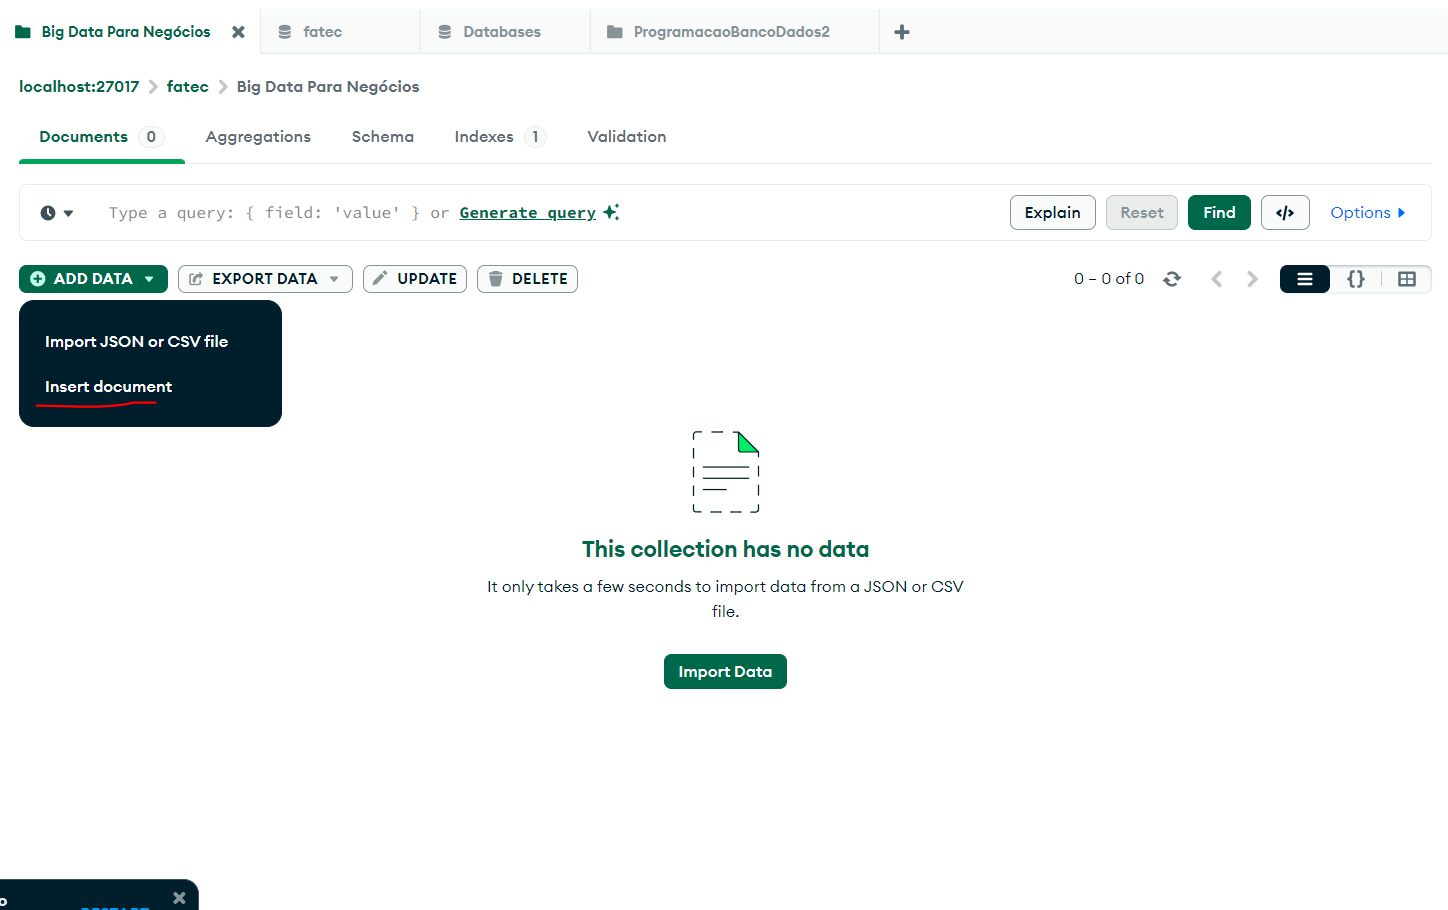 Big Data Para Negócios fatec Databases ProgramacaoBancoDados2
localhost:27017 fatec Big Data Para Negócios
Documents 0 Aggregations Schema Indexes 1 Validation
Type a query: { field: 'value' } or Generate query Explain Reset Find </> Options
ADD DATA EXPORT DATA UPDATE DELETE 0 – 0 of 0 {}
Import JSON or CSV file
Insert document
This collection has no data
It only takes a few seconds to import data from a JSON or CSV
file.
Import Data